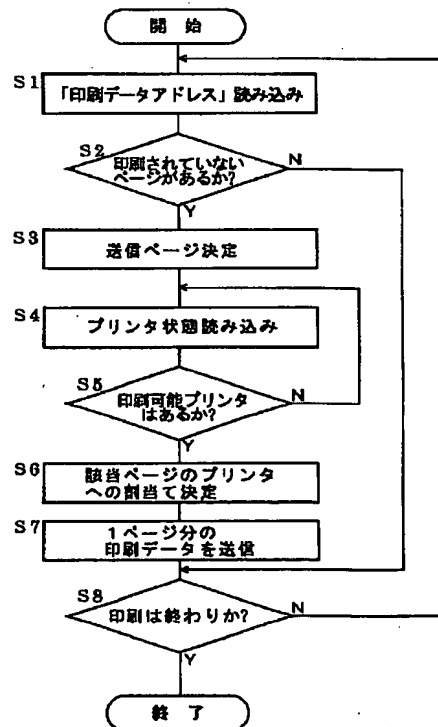 開始
S1
「印刷データアドレス」読み込み
S2
印刷されていない
ページがあるか?
N
Y
S3
送信ページ決定
S4
プリンタ状態読み込み
S5
印刷可能プリンタ
はあるか?
N
Y
S6
該当ページのプリンタ
への割当て決定
S7
1ページ分の
印刷データを送信
S8
印刷は終わりか?
N
Y
終了